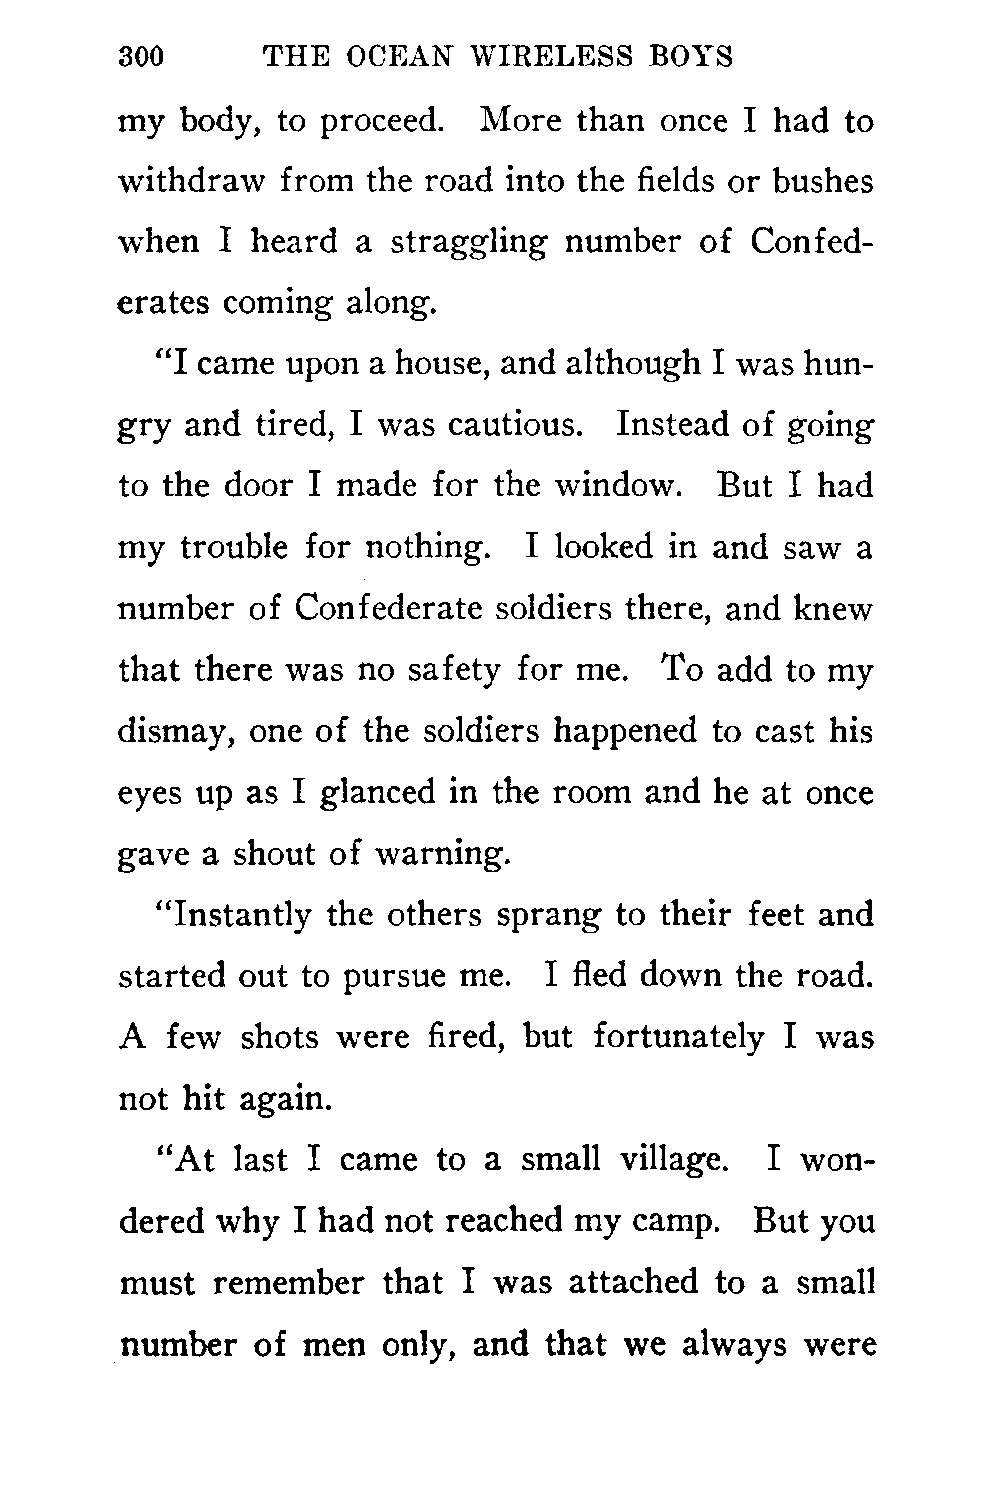 300 THE OCEAN WIRELESS BOYS
my body, to proceed. More than once I had to
withdraw from the road into the fields or bushes
when I heard a straggling number of Confed-
erates coming along.
"I came upon a house, and although I was hun-
gry and tired, I was cautious. Instead of going
to the door I made for the window. But I had
my trouble for nothing. I looked in and saw a
number of Confederate soldiers there, and knew
that there was no safety for me. To add to my
dismay, one of the soldiers happened to cast his
eyes up as I glanced in the room and he at once
gave a shout of warning.
"Instantly the others sprang to their feet and
started out to pursue me. I fled down the road.
A few shots were fired, but fortunately I was
not hit again.
"At last I came to a small village. I won-
dered why I had not reached my camp. But you
must remember that I was attached to a small
number of men only, and that we always were